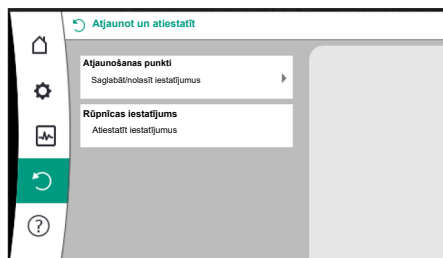 Atjaunot un atiestatīt
Atjaunošanas punkti
Saglabāt/nolasīt iestatījumus
Rūpnīcas iestatījums
Atiestatīt iestatījumus
?